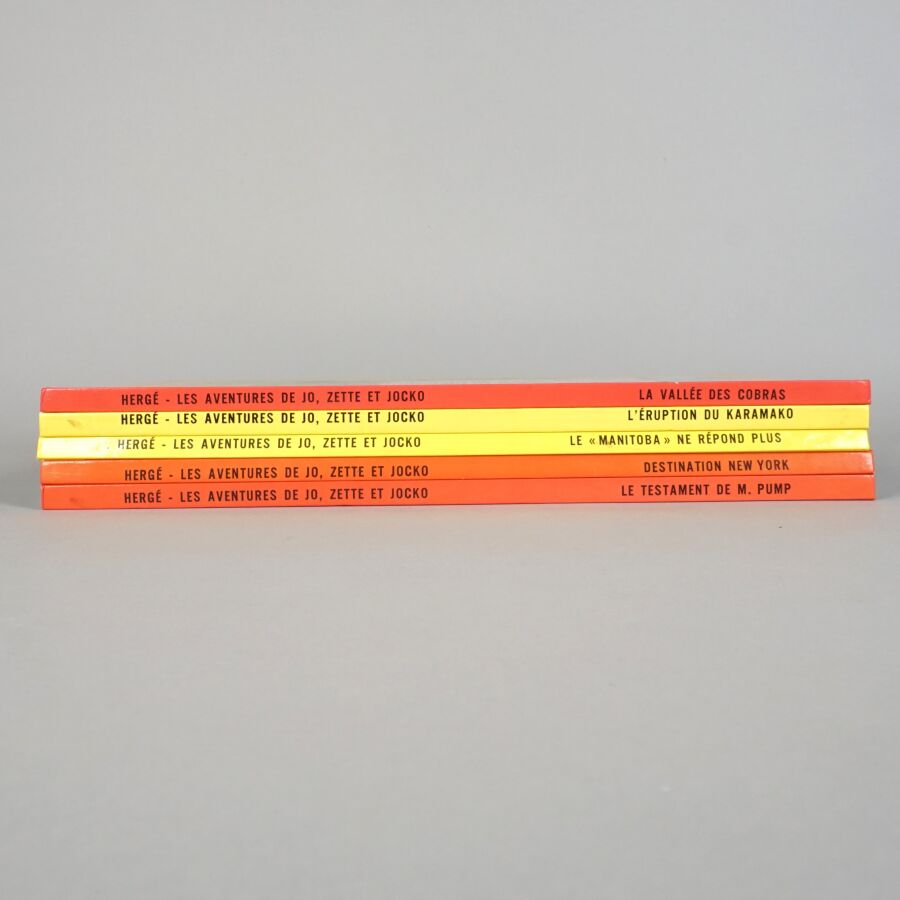 HERGÉ - LES AVENTURES DE JO, ZETTE ET JOCKO LA VALLÉE DES COBRAS
HERGÉ - LES AVENTURES DE JO, ZETTE ET JOCKO L'ÉRUPTION DU KARAMAKO
HERGÉ - LES AVENTURES DE JO, ZETTE ET JOCKO LE « MANITOBA » NE RÉPOND PLUS
HERGÉ - LES AVENTURES DE JO, ZETTE ET JOCKO DESTINATION NEW YORK
HERGÉ - LES AVENTURES DE JO, ZETTE ET JOCKO LE TESTAMENT DE M. PUMP